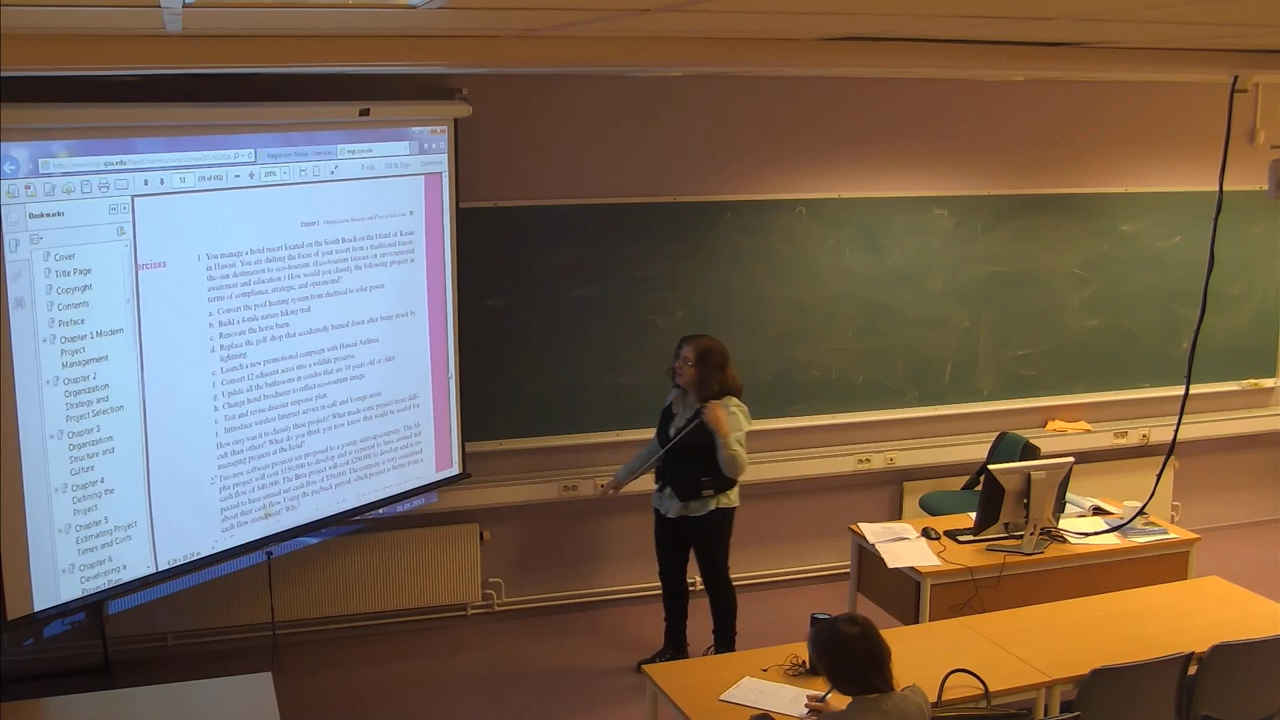 51
Bookmarks
Cover
Title Page
Copyright
Contents
Preface
Chapter 1 Modern
Project
Management
Chapter 2
Organization
Strategy and
Project Selection
Chapter 3
Organization:
Structure and
Culture
Chapter 4
Defining the
Project
Chapter 5
Estimating Project
Times and Costs
Chapter 6
Developing a
Project Plan
Chapter 2 Organization Strategy and Project Selection
ercises
1. You manage a hotel resort located on the South Beach on the Island of Kauai
in Hawaii. You are shifting the focus of your resort from a traditional fun-in-
the-sun destination to eco-tourism. (Eco-tourism focuses on environmental
awareness and education.) How would you classify the following projects in
terms of compliance, strategic, and operational?
a. Convert the pool heating system from electrical to solar power.
b. Build a 4-mile nature hiking trail
c. Renovate the horse barn.
d. Replace the golf shop that accidentally burned down after being struck by
lightning.
e. Launch a new promotional campaign with Hawaii Airlines
f. Convert 12 adjacent acres into a wildlife preserve.
g. Update all the bathrooms in condos that are 10 years old or older
h. Change hotel brochures to reflect eco-tourism image.
i. Test and revise disaster response plan.
j. Introduce wireless Internet service in café and lounge areas
How easy was it to classify these projects? What made some projects more diffi-
cult than others? What do you think you now know that would be useful for
managing projects at the hotel?
2. Two new software projects are proposed to a young, start-up company. The Al-
pha project will cost $150,000 to develop and is expected to have annual net
cash flow of $40,000. The Beta project will cost $200,000 to develop and is ex-
pected to have annual net cash flow of $50,000. The company is very concerned
about their cash flow. Using the payback period, which project is better from a
cash flow standpoint? Why?